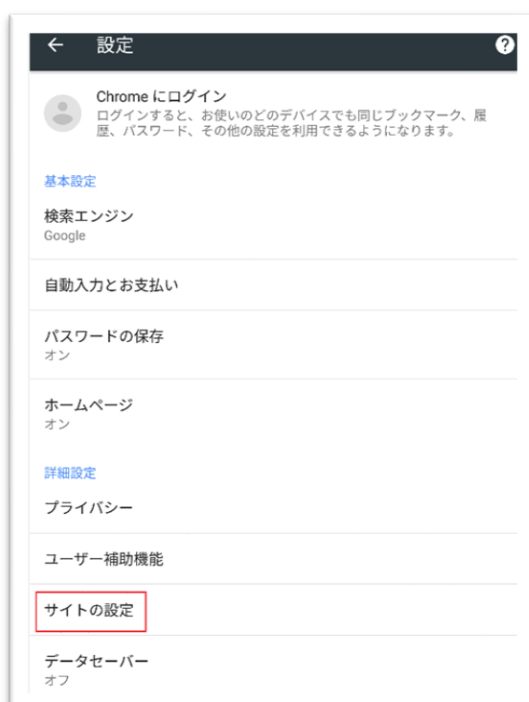 設定
Chrome にログイン
ログインすると、お使いのどのデバイスでも同じブックマーク、履
歴、パスワード、その他の設定を利用できるようになります。
基本設定
検索エンジン
Google
自動入力とお支払い
パスワードの保存
オン
ホームページ
オン
詳細設定
プライバシー
ユーザー補助機能
サイトの設定
データセーバー
オフ